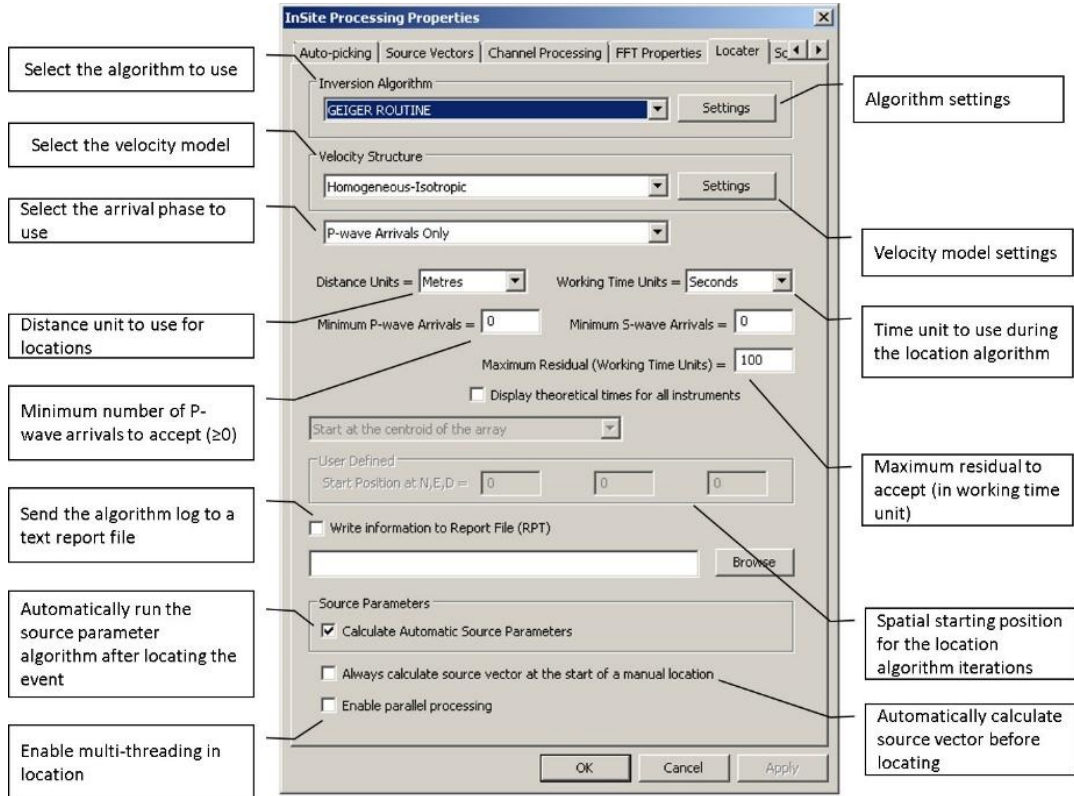 InSite Processing Properties
Auto-picking
Source Vectors
Channel Processing
FFT Properties
Locater
Sc
Select the algorithm to use
Inversion Algorithm
GEIGER ROUTINE
Settings
Algorithm settings
Select the velocity model
Velocity Structure
Homogeneous-Isotropic
Settings
Select the arrival phase to
use
P-wave Arrivals Only
Velocity model settings
Distance Units =
Metres
Working Time Units =
Seconds
Distance unit to use for
locations
Minimum P-wave Arrivals =
0
Minimum S-wave Arrivals =
0
Time unit to use during
the location algorithm
Maximum Residual (Working Time Units) =
100
Display theoretical times for all instruments
Minimum number of P-
wave arrivals to accept (≥0)
Start at the centroid of the array
User Defined
Start Position at N,E,D =
0
0
0
Maximum residual to
accept (in working time
unit)
Send the algorithm log to a
text report file
Write information to Report File (RPT)
Browse
Automatically run the
source parameter
algorithm after locating the
event
Source Parameters
Calculate Automatic Source Parameters
Spatial starting position
for the location
algorithm iterations
Always calculate source vector at the start of a manual location
Enable parallel processing
Automatically calculate
source vector before
locating
Enable multi-threading in
location
OK
Cancel
Apply